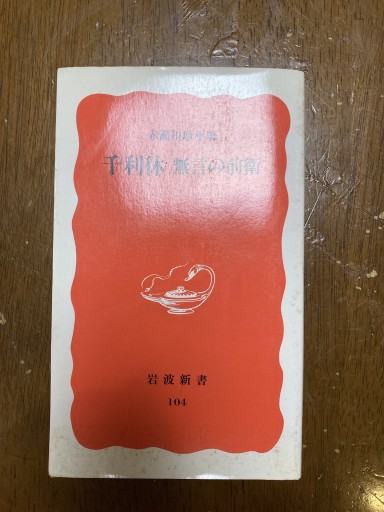 赤瀬川原平著
千利休 無言の前衛
岩波新書
104